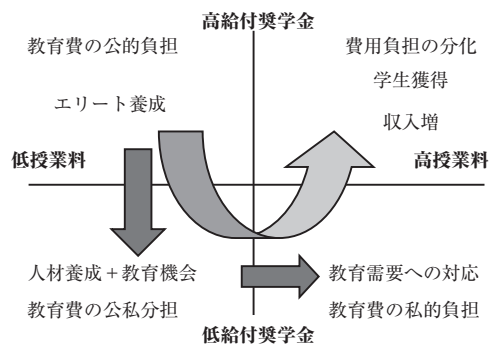 高給付奨学金
教育費の公的負担
費用負担の分化
学生獲得
エリート養成
収入増
低授業料
高授業料
人材養成+教育機会
教育需要への対応
教育費の公私分担
教育費の私的負担
低給付奨学金